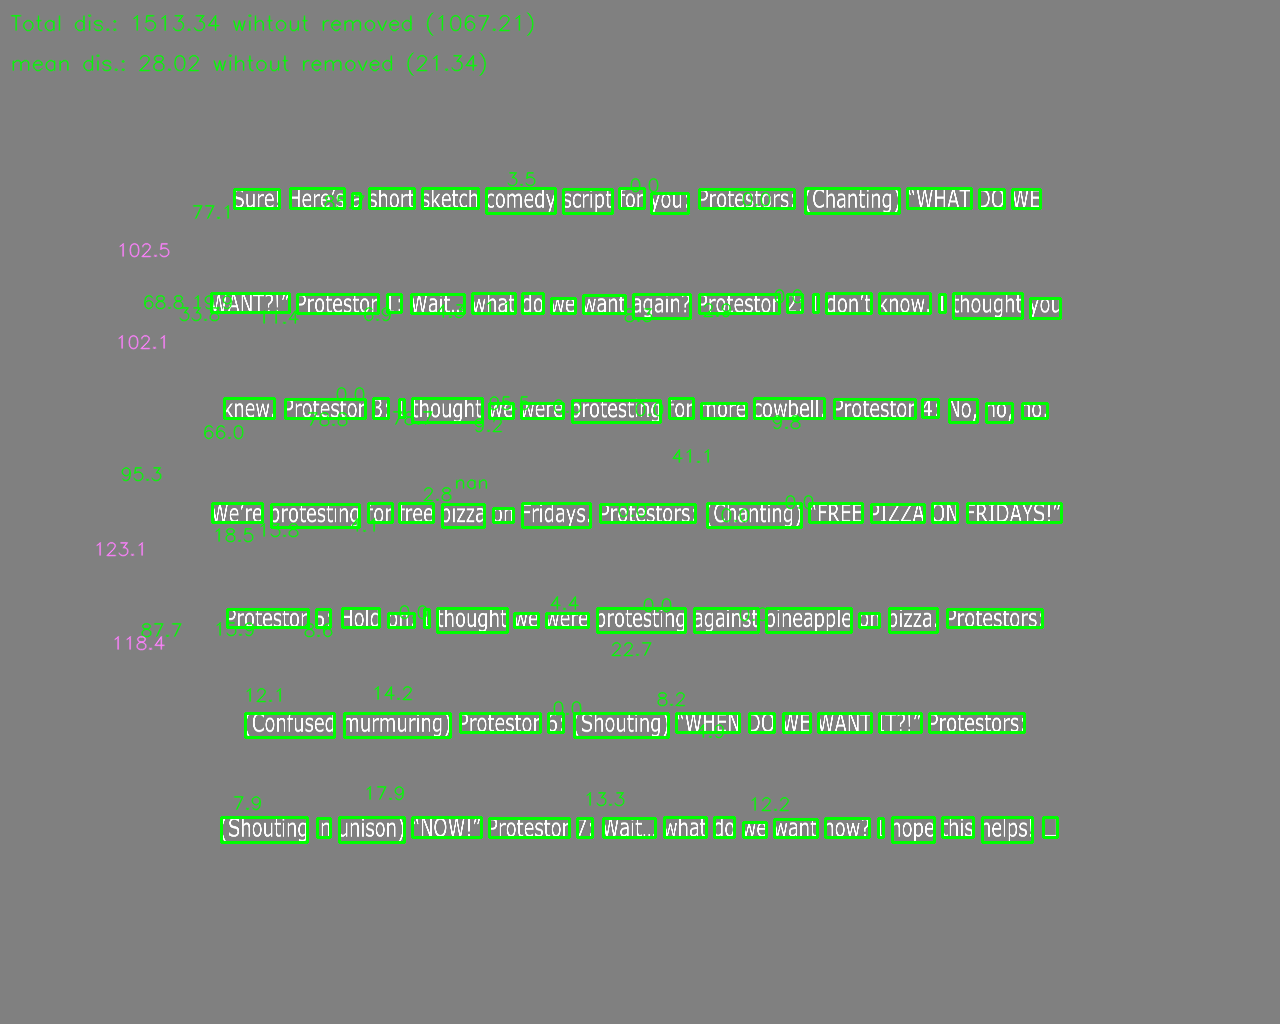 Total dis.: 1513.34 wihtout removed (1067.21)
mean dis.: 28.02 wihtout removed (21.34)
3.5 0.0
Sure! Here's a short sketch comedy script for you: Protestors: (Chanting) "WHAT DO WE
77.1
102.5
68.8
WANT?!" Protestor 1: Wait... what do we want again? Protestor 2: I don't know. I thought you
33.8 11.4
102.1
0.0
knew. Protestor 3: I thought we were protesting for more cowbell. Protestor 4: No, no, no.
66.0 9.2 9.8
41.1
95.3
nan
2.8 0.0
We're protesting for free pizza on Fridays. Protestors: (Chanting) "FREE PIZZA ON FRIDAYS!"
18.5
123.1
4.4 0.0
Protestor 5: Hold on. I thought we were protesting against pineapple on pizza. Protestors:
87.7
118.4 22.7
12.1 14.2 0.0 8.2
(Confused murmuring) Protestor 6: (Shouting) "WHEN DO WE WANT IT?!" Protestors:
7.9 17.9 13.3 12.2
(Shouting in unison) "NOW!" Protestor 7: Wait... what do we want now? I hope this helps!